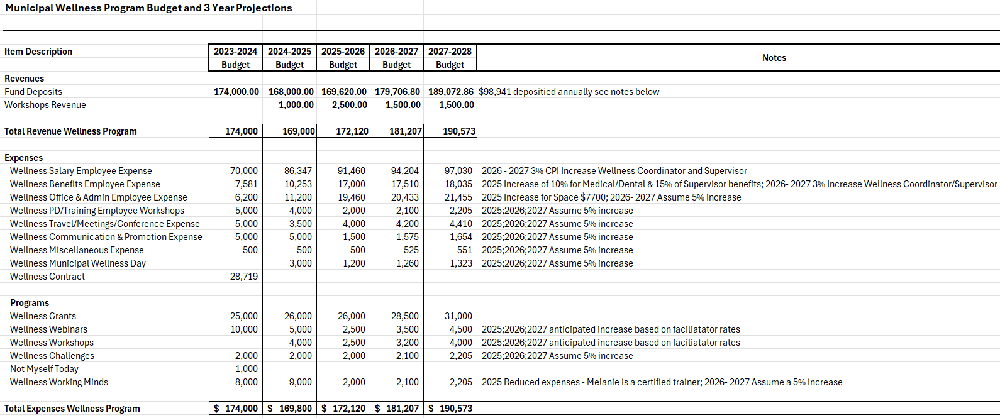 Municipal Wellness Program Budget and 3 Year Projections
Item Description 2023-2024 2024-2025 2025-2026 2026-2027 2027-2028 Notes
Budget Budget Budget Budget Budget
Revenues
Fund Deposits 174,000.00 168,000.00 169,620.00 179,706.80 189,072.86 $98,941 depositied annually see notes below
Workshops Revenue 1,000.00 2,500.00 1,500.00 1,500.00
Total Revenue Wellness Program 174,000 169,000 172,120 181,207 190,573
Expenses
Wellness Salary Employee Expense 70,000 86,347 91,460 94,204 97,030 2026 - 2027 3% CPI Increase Wellness Coordinator and Supervisor
Wellness Benefits Employee Expense 7,581 10,253 17,000 17,510 18,035 2025 Increase of 10% for Medical/Dental & 15% of Supervisor benefits; 2026- 2027 3% Increase Wellness Coordinator/Supervisor
Wellness Office & Admin Employee Expense 6,200 11,200 19,460 20,433 21,455 2025 Increase for Space $7700; 2026- 2027 Assume 5% increase
Wellness PD/Training Employee Workshops 5,000 4,000 2,000 2,100 2,205 2025;2026;2027 Assume 5% increase
Wellness Travel/Meetings/Conference Expense 5,000 3,500 4,000 4,200 4,410 2025;2026;2027 Assume 5% increase
Wellness Communication & Promotion Expense 5,000 5,000 1,500 1,575 1,654 2025;2026;2027 Assume 5% increase
Wellness Miscellaneous Expense 500 500 500 525 551 2025;2026;2027 Assume 5% increase
Wellness Municipal Wellness Day 3,000 1,200 1,260 1,323 2025;2026;2027 Assume 5% increase
Wellness Contract 28,719
Programs
Wellness Grants 25,000 26,000 26,000 28,500 31,000
Wellness Webinars 10,000 5,000 2,500 3,500 4,500 2025;2026;2027 anticipated increase based on faciliatator rates
Wellness Workshops 4,000 2,500 3,200 4,000 2025;2026;2027 anticipated increase based on faciliatator rates
Wellness Challenges 2,000 2,000 2,000 2,100 2,205 2025;2026;2027 Assume 5% increase
Not Myself Today 1,000
Wellness Working Minds 8,000 9,000 2,000 2,100 2,205 2025 Reduced expenses - Melanie is a certified trainer; 2026- 2027 Assume a 5% increase
Total Expenses Wellness Program $ 174,000 $ 169,800 $ 172,120 $ 181,207 $ 190,573